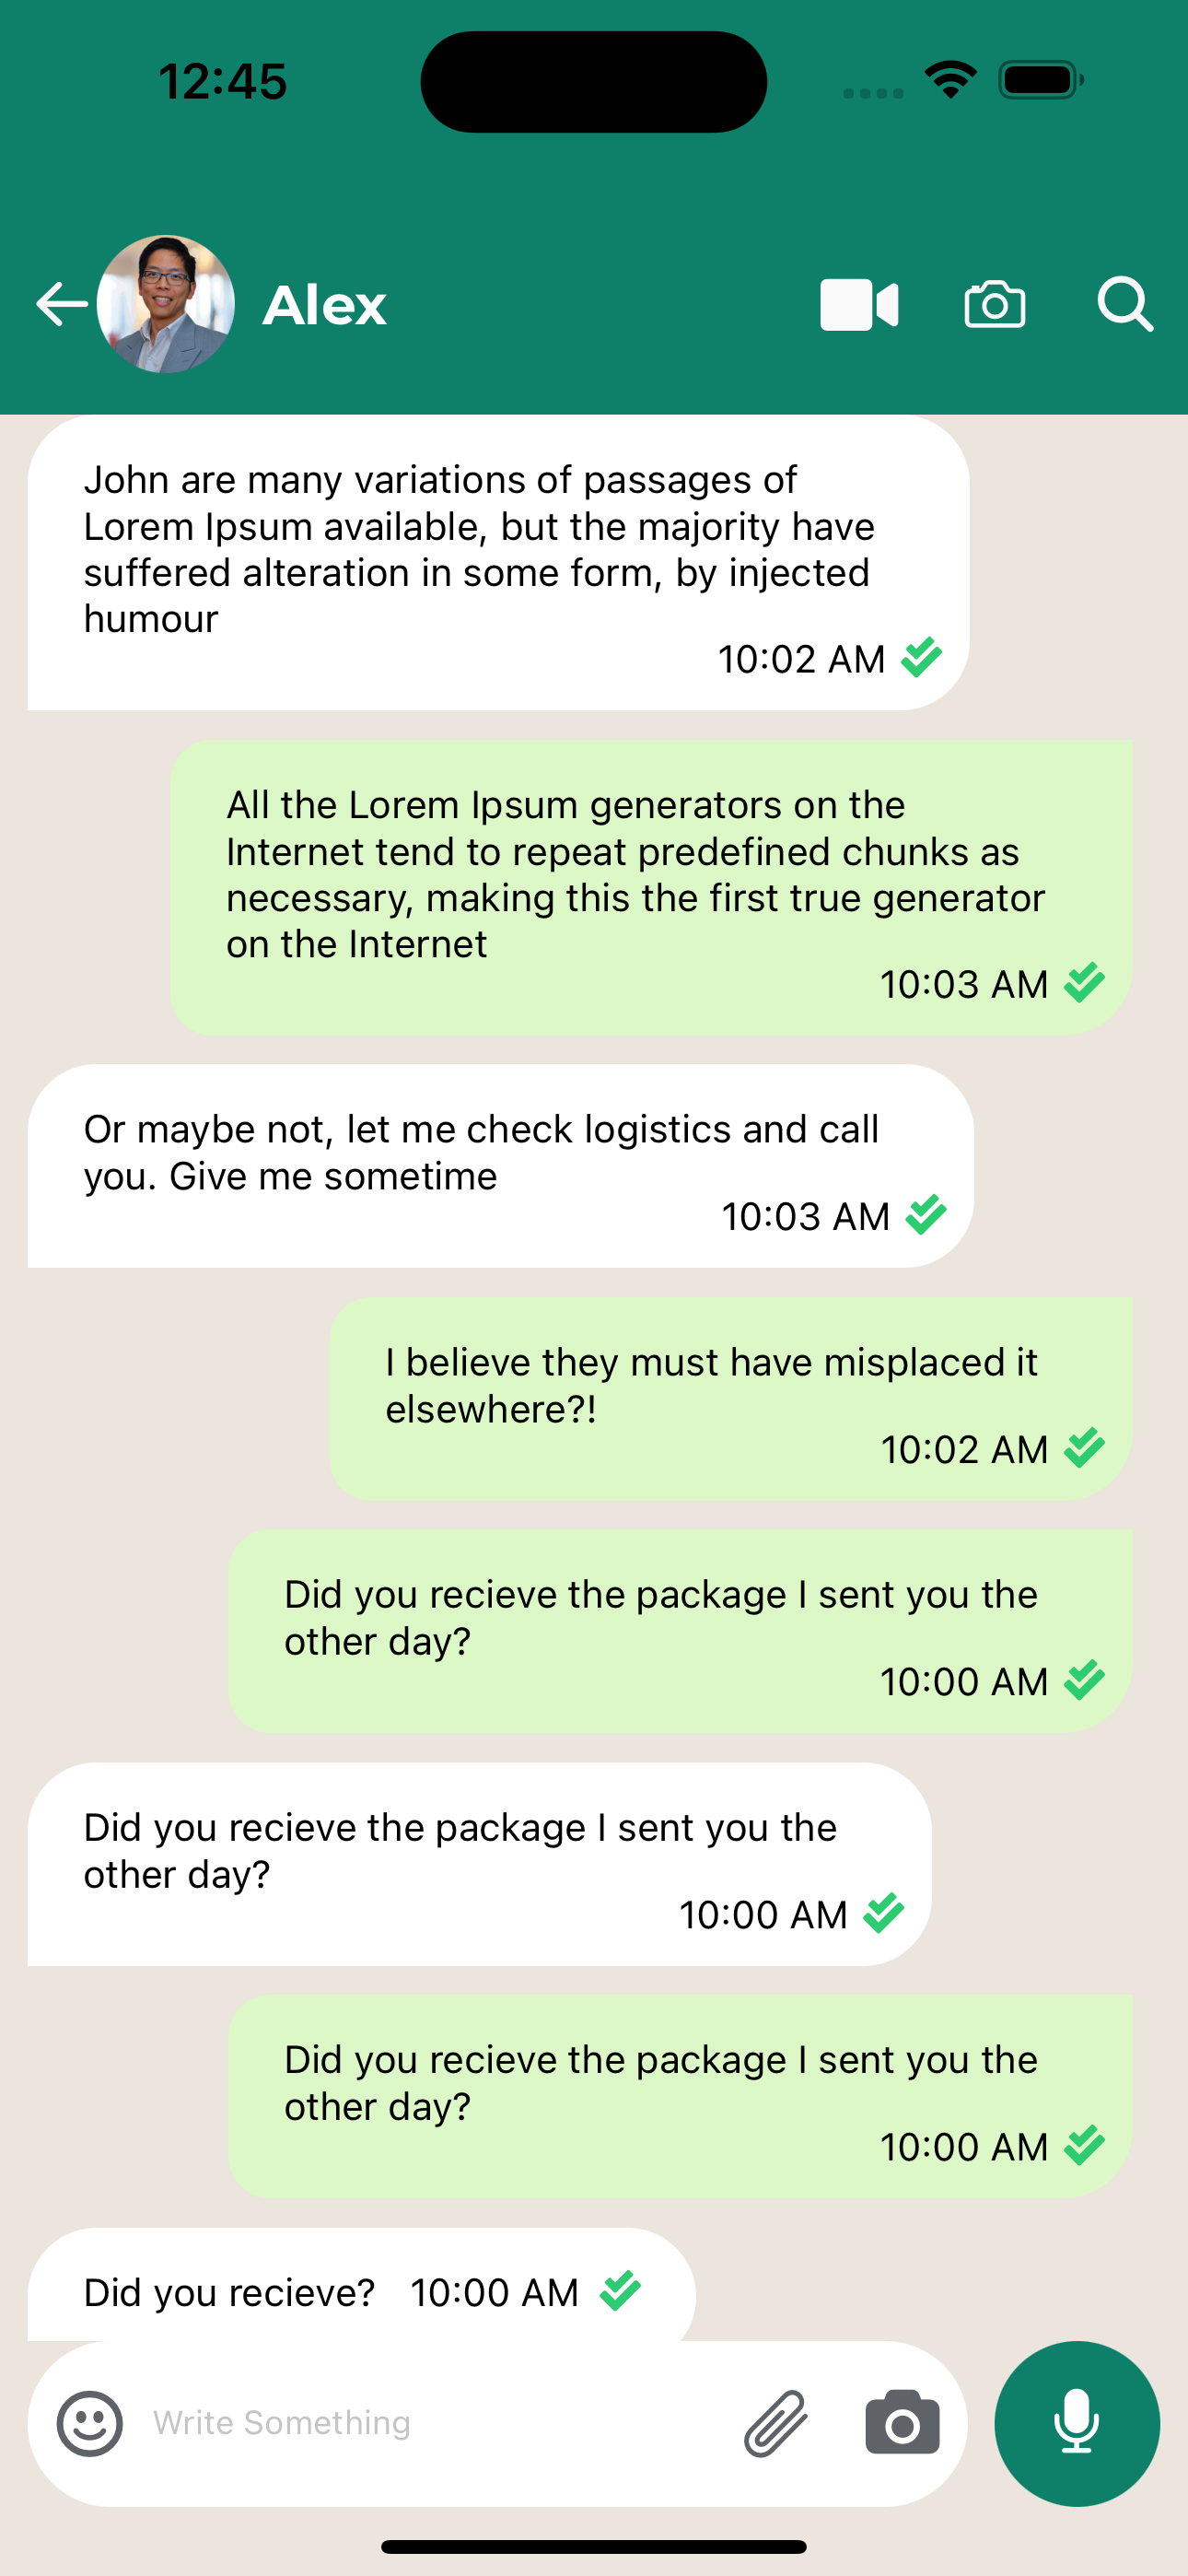 12:45
Alex
John are many variations of passages of
Lorem Ipsum available, but the majority have
suffered alteration in some form, by injected
humour
10:02 AM
All the Lorem Ipsum generators on the
Internet tend to repeat predefined chunks as
necessary, making this the first true generator
on the Internet
10:03 AM
Or maybe not, let me check logistics and call
you. Give me sometime
10:03 AM
I believe they must have misplaced it
elsewhere?!
10:02 AM
Did you recieve the package I sent you the
other day?
10:00 AM
Did you recieve the package I sent you the
other day?
10:00 AM
Did you recieve the package I sent you the
other day?
10:00 AM
Did you recieve? 10:00 AM
Write Something